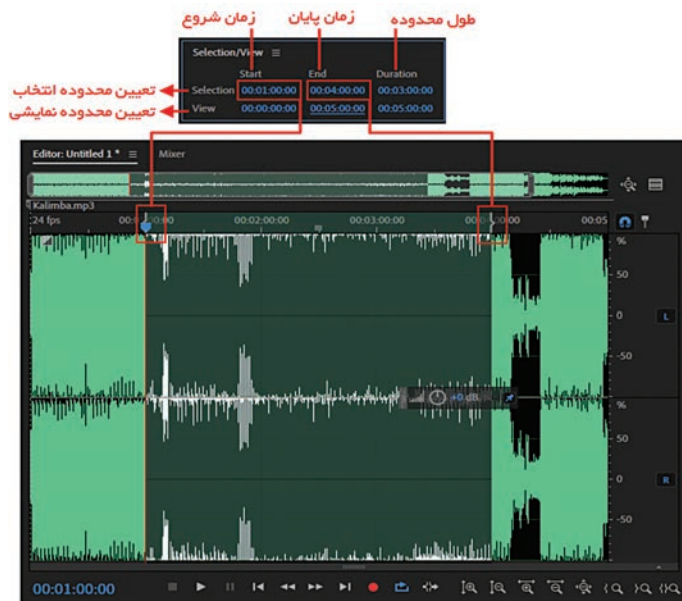 زمان شروع زمان پایان طول محدوده
Selection/View
Start End Duration
تعیین محدوده انتخاب Selection 00:01:00:00 00:04:00:00 00:03:00:00
تعیین محدوده نمایشی View 00:00:00:00 00:05:00:00 00:05:00:00
Editor: Untitled 1 * Mixer
Kalimba.mp3
24 fps 00:02:00:00 00:03:00:00 00:05
%
50
0 L
-50
+0 dB
%
50
0 R
-50
00:01:00:00